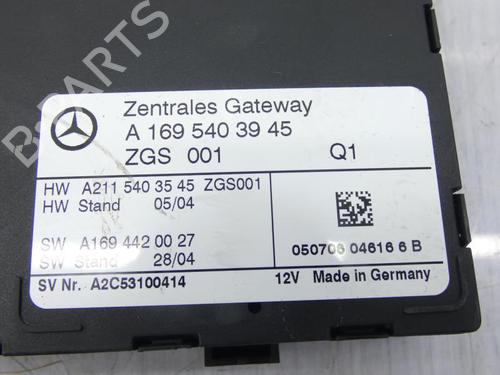 B-PARTS
Zentrales Gateway
A 169 540 39 45
ZGS 001 Q1
HW A211 540 35 45 ZGS001
HW Stand 05/04
SW A169 442 00 27
SW Stand 28/04
050706 04616 6 B
SV Nr. A2C53100414 12V Made in Germany